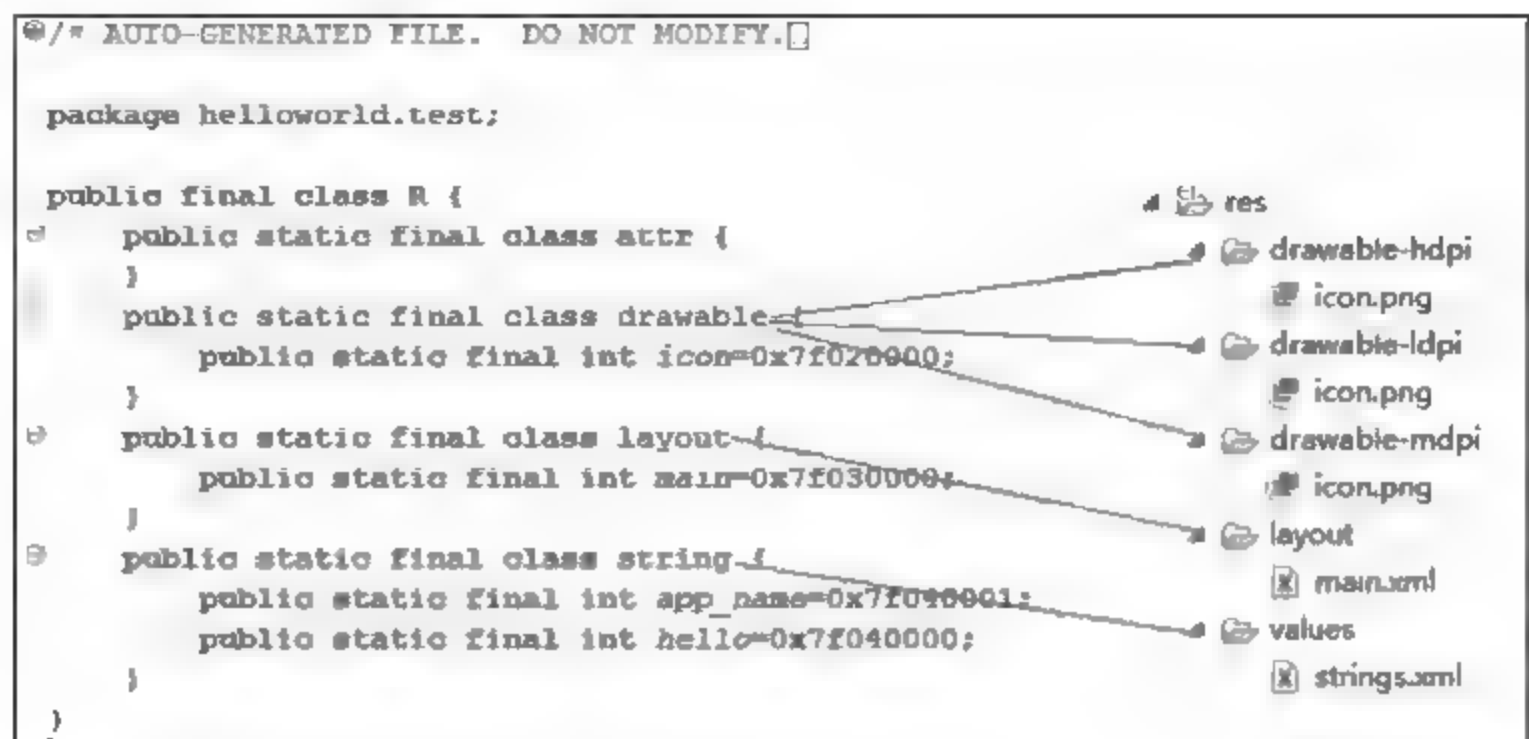 /* AUTO-GENERATED FILE.  DO NOT MODIFY.
package helloworld.test;
public final class R {
public static final class attr {
}
public static final class drawable {
public static final int icon=0x7f020000;
}
public static final class layout {
public static final int main=0x7f030000;
}
public static final class string {
public static final int app_name=0x7f040001;
public static final int hello=0x7f040000;
}
}
res
drawable-hdpi
icon.png
drawable-ldpi
icon.png
drawable-mdpi
icon.png
layout
main.xml
values
strings.xml